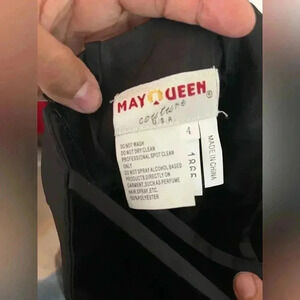 MAY QUEEN ®
couture
U.S.A.
4
DO NOT WASH
DO NOT DRY CLEAN
PROFESSIONAL SPOT CLEAN
ONLY
DO NOT SPRAY ALCOHOL BASED
PRODUCTS DIRECTLY ON
GARMENT, SUCH AS PERFUME
HAIR SPRAY, ETC.
100% POLYESTER
MADE IN CHINA